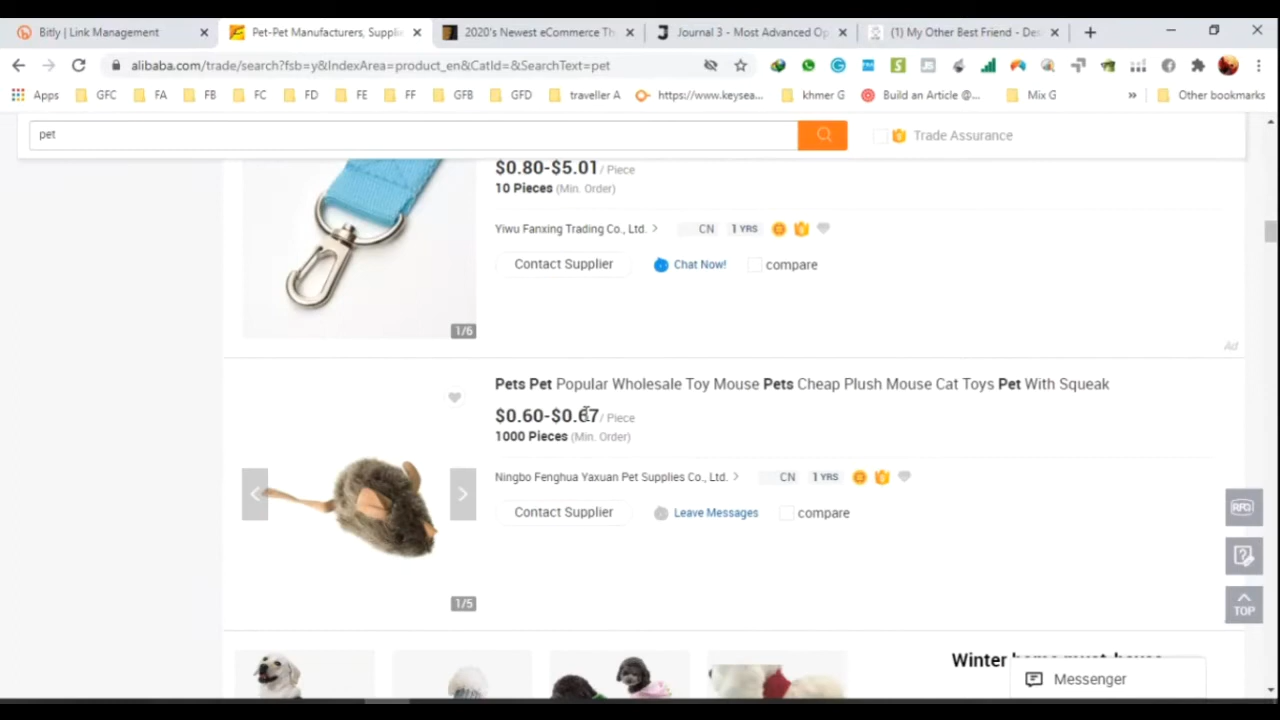 Bitly | Link Management
Pet-Pet Manufacturers, Supplie
2020's Newest eCommerce Th
Journal 3 - Most Advanced Op
(1) My Other Best Friend - De
alibaba.com/trade/search?fsb=y&IndexArea=product_en&CatId=&SearchText=pet
Apps GFC FA FB FC FD FE FF GFB GFD traveller A https://www.keysea... khmer G Build an Article @... Mix G » Other bookmarks
pet
Trade Assurance
$0.80-$5.01 / Piece
10 Pieces (Min. Order)
Yiwu Fanxing Trading Co., Ltd. > CN 1 YRS
Contact Supplier Chat Now! compare
1/6
Ad
Pets Pet Popular Wholesale Toy Mouse Pets Cheap Plush Mouse Cat Toys Pet With Squeak
$0.60-$0.67 / Piece
1000 Pieces (Min. Order)
Ningbo Fenghua Yaxuan Pet Supplies Co., Ltd. > CN 1 YRS
Contact Supplier Leave Messages compare
1/5
RFQ
TOP
Winter
Messenger